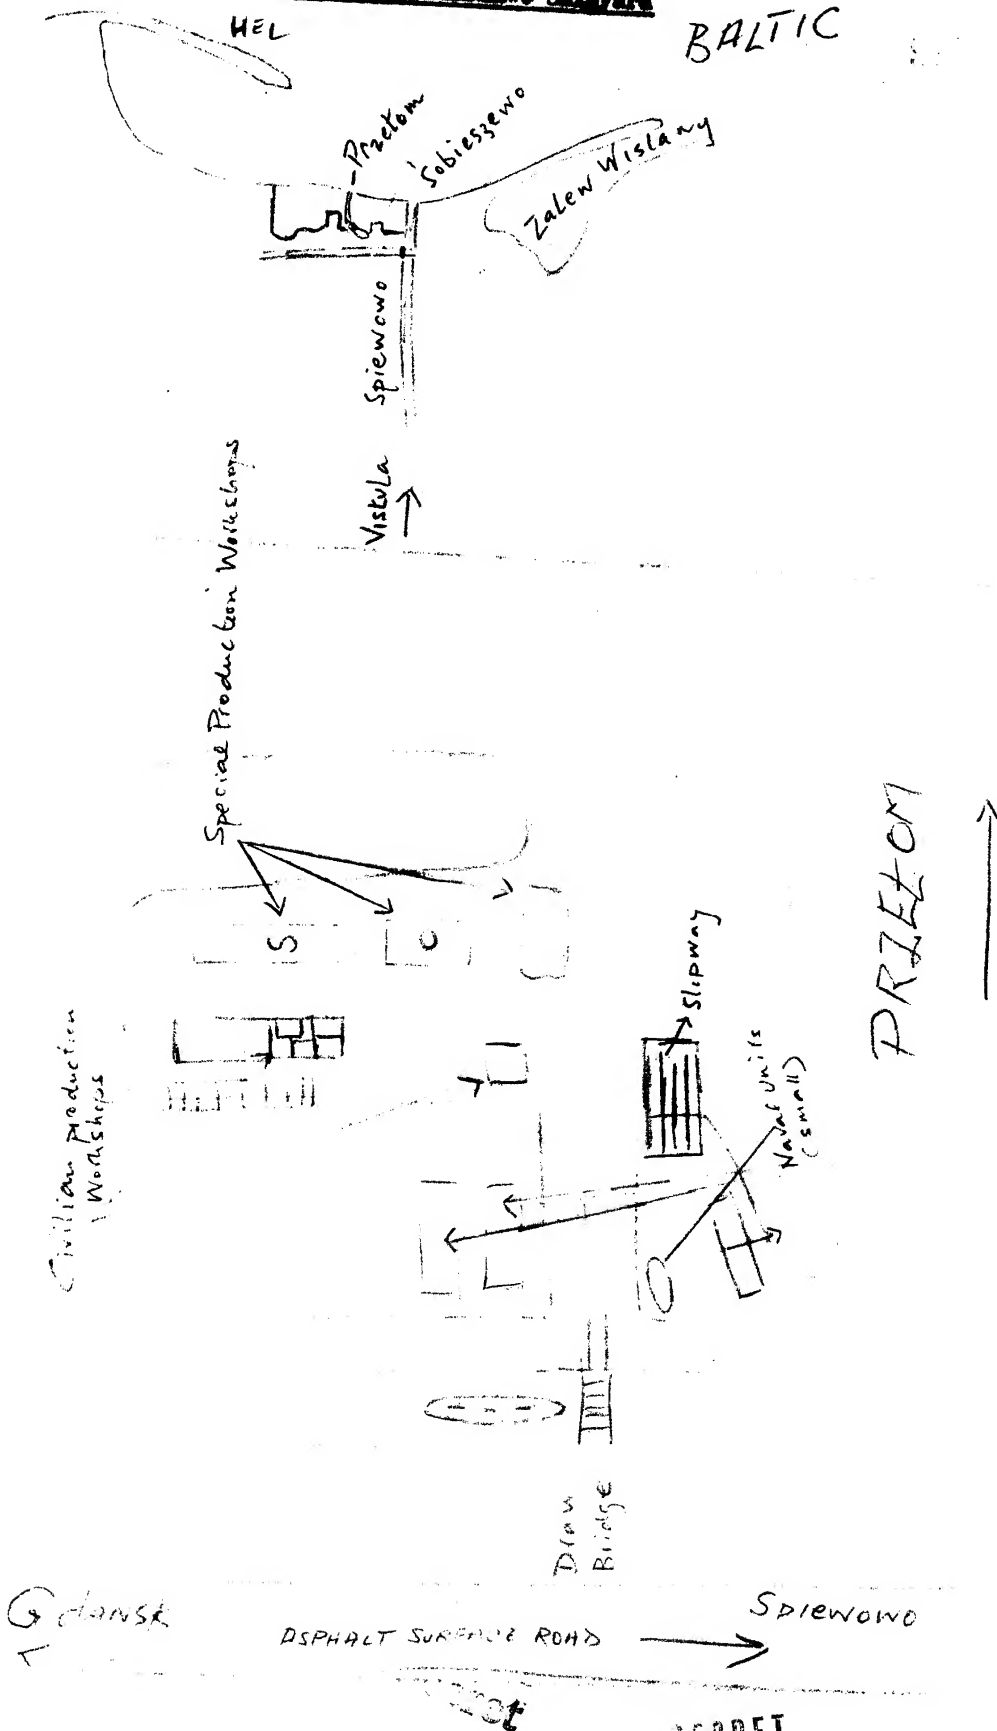 HEL
BALTIC
Przełom
Sobieszewo
Zalew Wislany
Spiewowo
Viskula
Special Production Workshops
S
C
Civilian production
Workshops
Slipway
Naval Units
(small)
PRZEŁOM
Draw
Bridge
Gdansk
SPIEWOWO
ASPHALT SURFACE ROAD